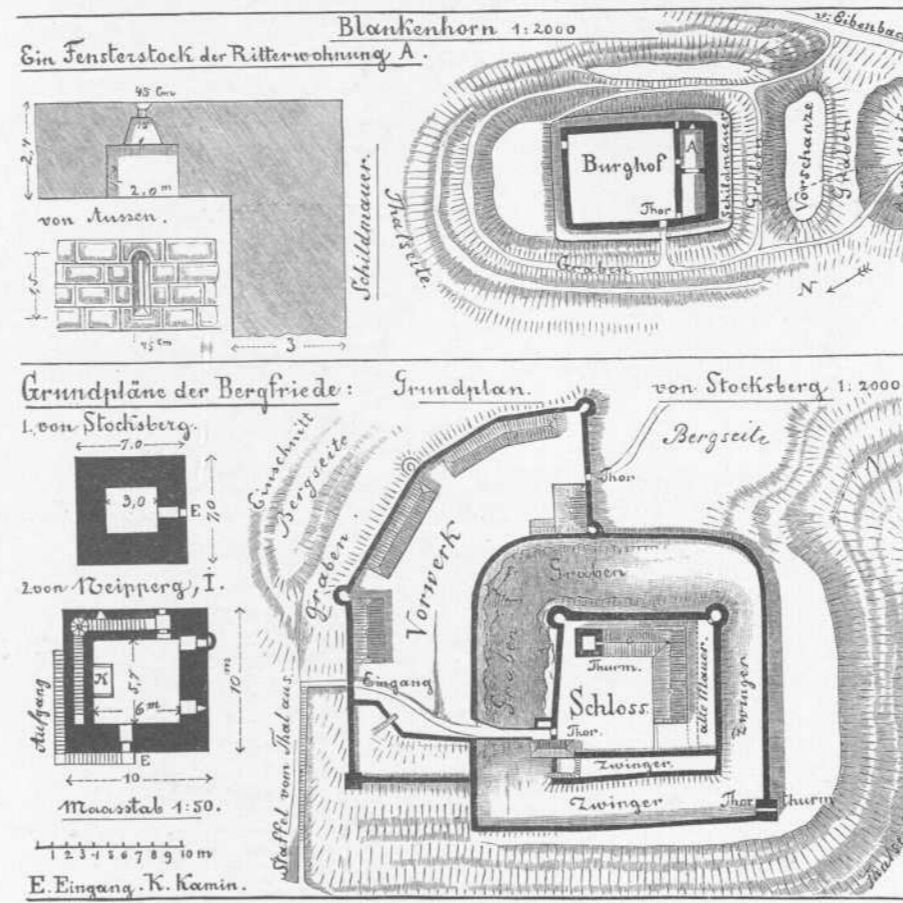 Blankenhorn 1:2000
Ein Fensterstock der Ritterwohnung A.
v. Eibenbach
45 Cm
2,4
2,0 m
von Aussen.
1,5
45 cm
3
Schildmauer.
Thalseite.
Burghof
A
Thor
Schildmauer
Graben
Vorschanze
Graben
Graben
N
Grundpläne der Bergfriede:
1. von Stocksberg.
7,0
3,0
E
7,0
2 von Neipperg, I.
Aufgang
K
5,7
6 m
10 m
E
10
Maasstab 1:50.
1 2 3 4 5 6 7 8 9 10 m
E. Eingang. K. Kamin.
Grundplan.
von Stocksberg 1:2000
Bergseite
Einschnitt
Bergseite
Thor
graben
Vorwerk
Graben
Graben
Eingang
Thurm.
Schloss.
alte Mauer.
Zwinger
Thor.
Zwinger.
Zwinger
Thor Thurm
Staffel vom Thal aus.